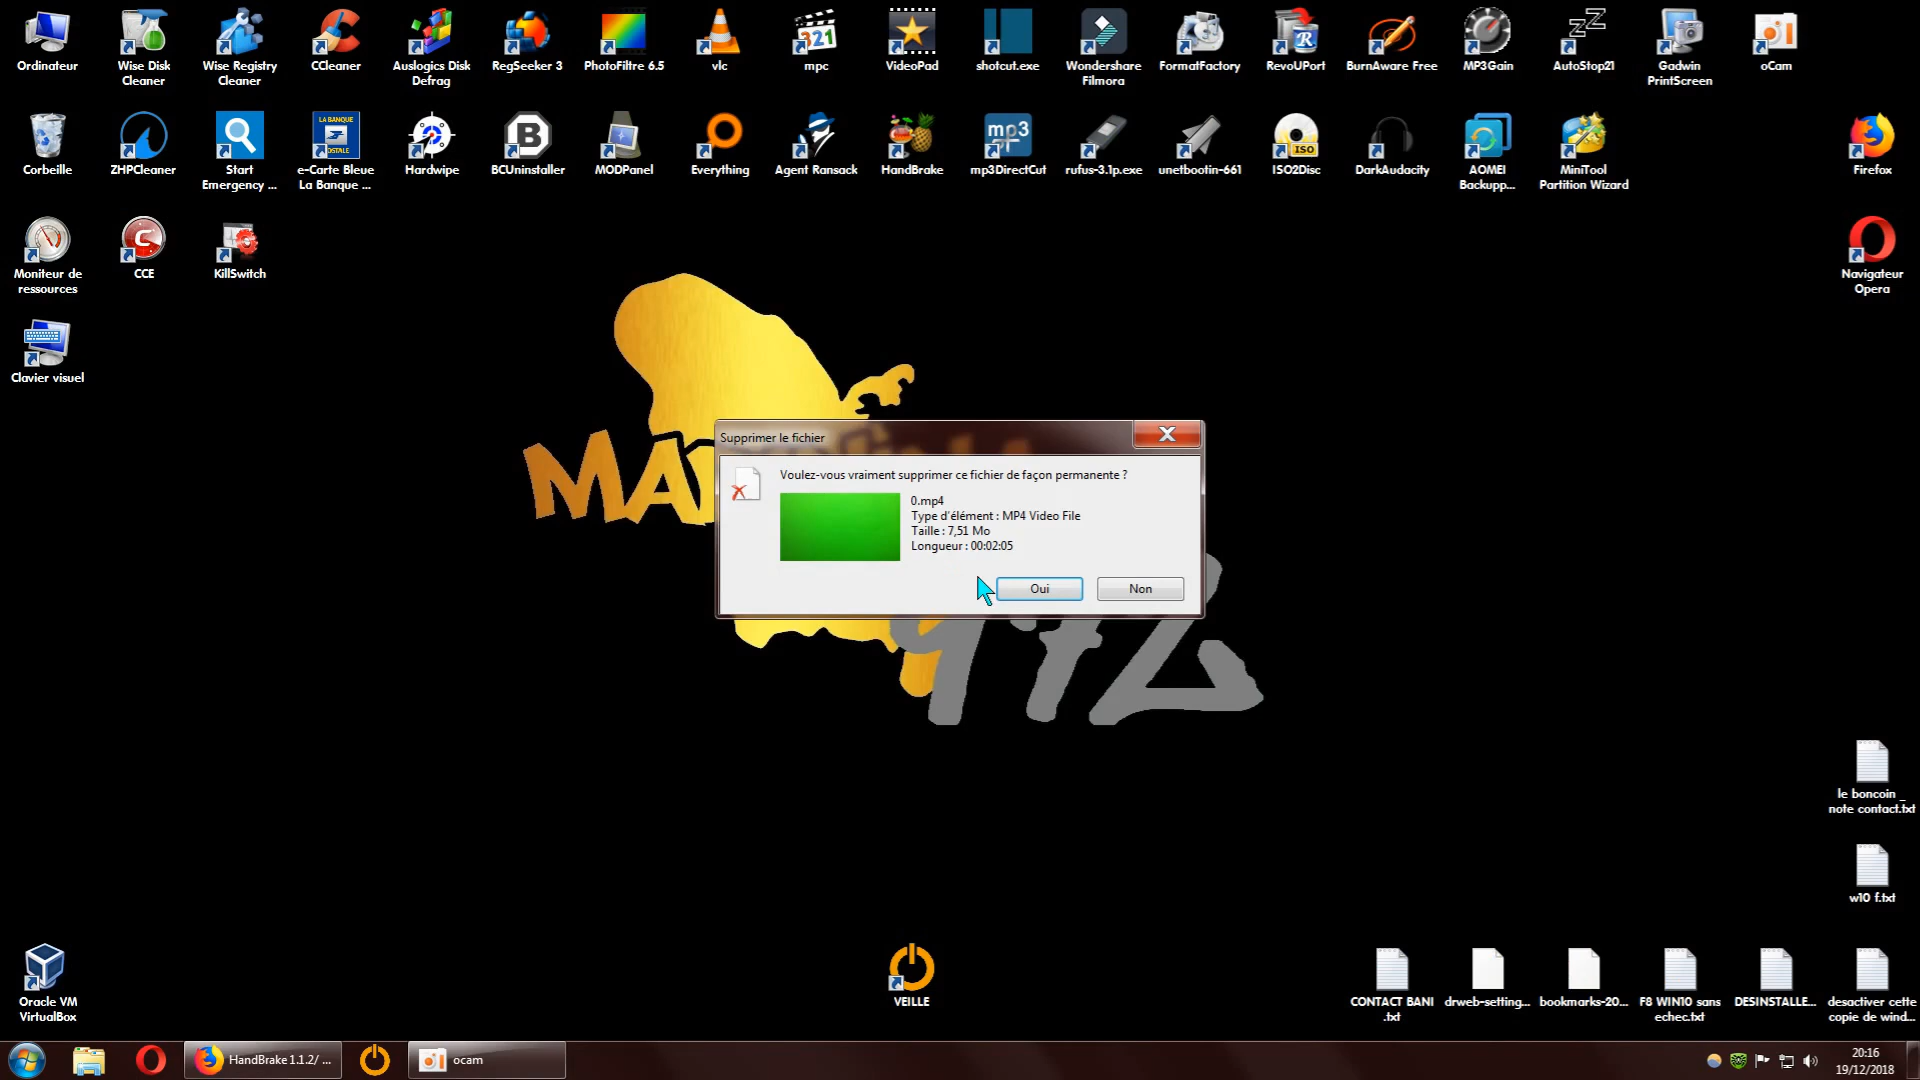 Ordinateur
Wise Disk
Cleaner
Wise Registry
Cleaner
CCleaner
Auslogics Disk
Defrag
RegSeeker 3
PhotoFiltre 6.5
vlc
mpc
VideoPad
shotcut.exe
Wondershare
Filmora
FormatFactory
RevoUPort
BurnAware Free
MP3Gain
AutoStop21
Gadwin
PrintScreen
oCam
Corbeille
ZHPCleaner
Start
Emergency ...
LA BANQUE
POSTALE
e-Carte Bleue
La Banque ...
Hardwipe
BCUninstaller
MODPanel
Everything
Agent Ransack
HandBrake
mp3
mp3DirectCut
rufus-3.1p.exe
unetbootin-661
ISO
ISO2Disc
DarkAudacity
AOMEI
Backupp...
MiniTool
Partition Wizard
Firefox
Moniteur de
ressources
CCE
KillSwitch
Navigateur
Opera
Clavier visuel
Supprimer le fichier
Voulez-vous vraiment supprimer ce fichier de façon permanente ?
0.mp4
Type d'élément : MP4 Video File
Taille : 7,51 Mo
Longueur : 00:02:05
Oui
Non
le boncoin _
note contact.txt
w10 f.txt
Oracle VM
VirtualBox
VEILLE
CONTACT BANI
.txt
drweb-setting...
bookmarks-20...
F8 WIN10 sans
echec.txt
DESINSTALLE...
desactiver cette
copie de wind...
HandBrake 1.1.2/ ...
ocam
20:16
19/12/2018